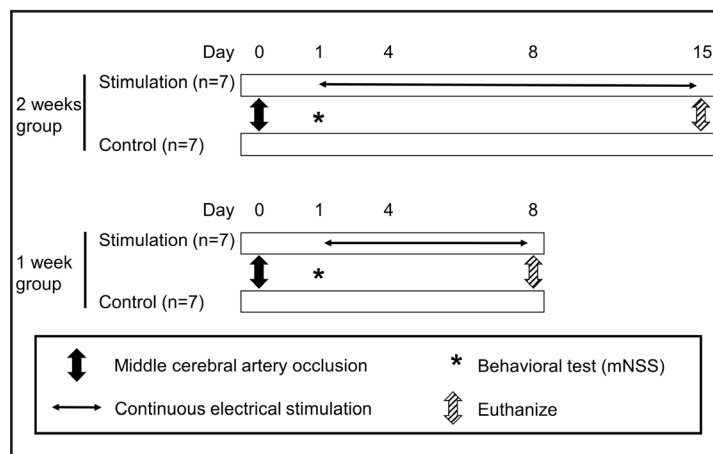 Day 0 1 4 8 15
Stimulation (n=7)
2 weeks
group
*
Control (n=7)
Day 0 1 4 8
Stimulation (n=7)
1 week
group
*
Control (n=7)
Middle cerebral artery occlusion
* Behavioral test (mNSS)
Continuous electrical stimulation
Euthanize